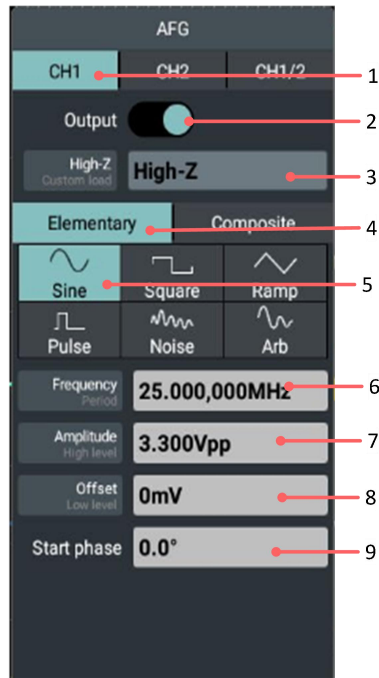 AFG
CH1 CH2 CH1/2 1
Output 2
High-Z
Custom load
High-Z 3
Elementary Composite 4
Sine Square Ramp 5
Pulse Noise Arb
Frequency
Period
25.000,000MHz 6
Amplitude
High level
3.300Vpp 7
Offset
Low level
0mV 8
Start phase 0.0° 9